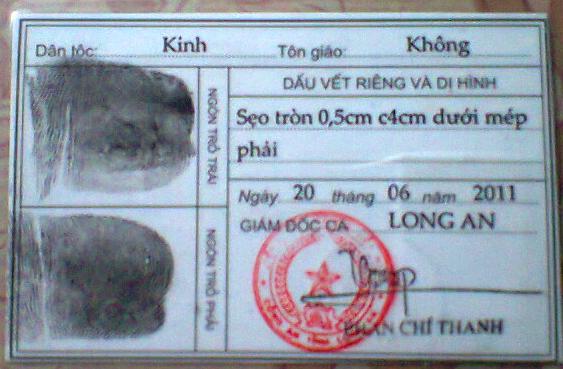 Dân tộc: Kinh Tôn giáo: Không
NGÓN TRỎ TRÁI
NGÓN TRỎ PHẢI
DẤU VẾT RIÊNG VÀ DỊ HÌNH
Sẹo tròn 0,5cm c4cm dưới mép
phải
Ngày 20 tháng 06 năm 2011
GIÁM ĐỐC CA LONG AN
PHAN CHÍ THANH